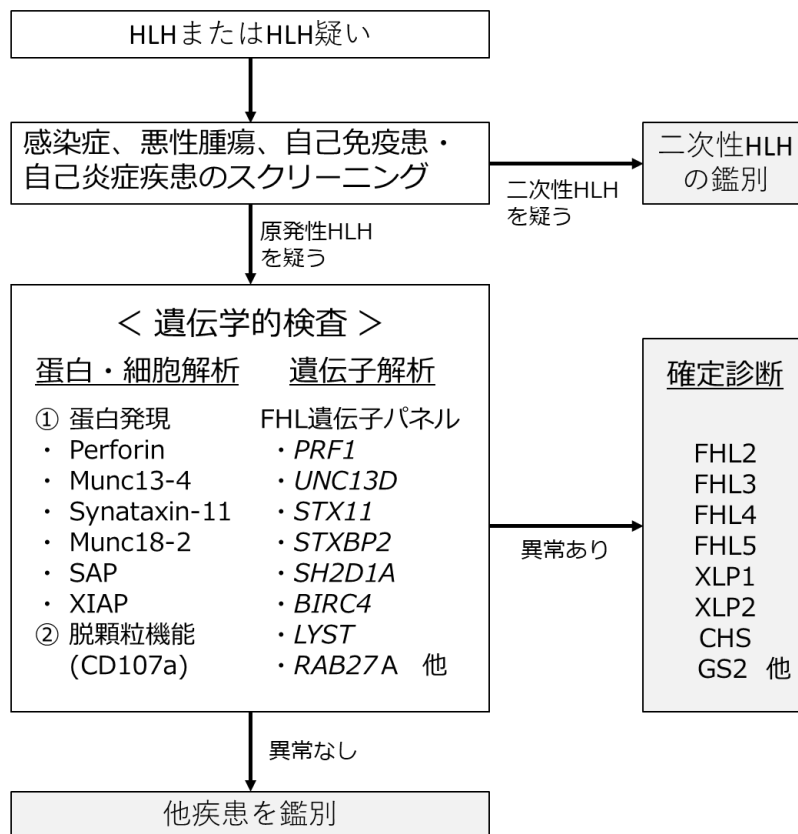 HLHまたはHLH疑い
感染症、悪性腫瘍、自己免疫患・
自己炎症疾患のスクリーニング
二次性HLH
の鑑別
二次性HLH
を疑う
原発性HLH
を疑う
＜ 遺伝学的検査 ＞
蛋白・細胞解析
① 蛋白発現
・ Perforin
・ Munc13-4
・ Synataxin-11
・ Munc18-2
・ SAP
・ XIAP
② 脱顆粒機能
(CD107a)
遺伝子解析
FHL遺伝子パネル
・PRF1
・UNC13D
・STX11
・STXBP2
・SH2D1A
・BIRC4
・LYST
・RAB27A 他
異常あり
確定診断
FHL2
FHL3
FHL4
FHL5
XLP1
XLP2
CHS
GS2 他
異常なし
他疾患を鑑別